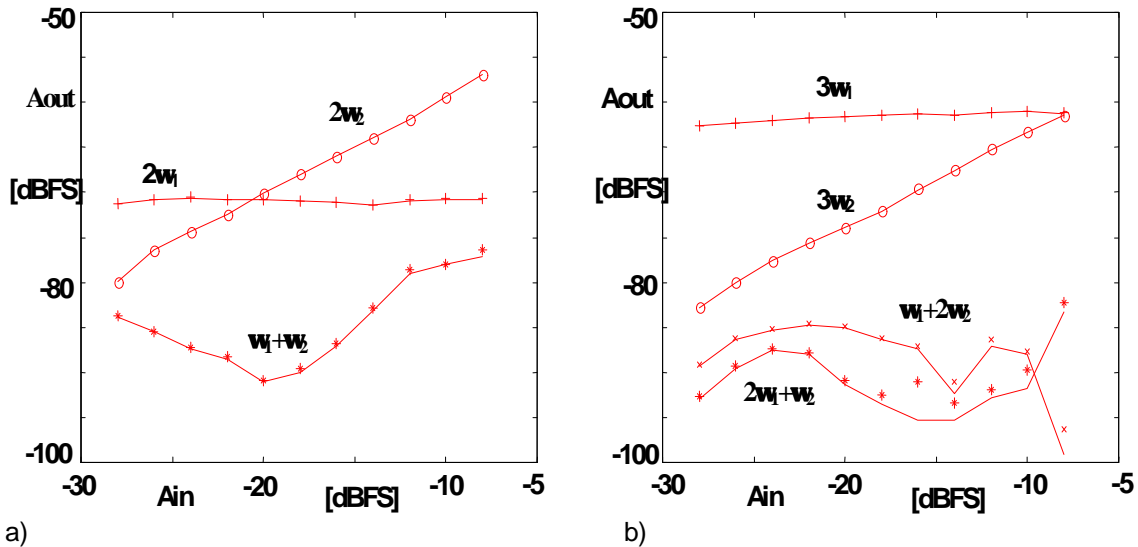 -50
Aout
2w₂
2w₁
[dBFS]
-80
w₁+w₂
-100
-30 Ain -20 [dBFS] -10 -5
a)
-50
Aout
3w₁
[dBFS]
3w₂
-80
w₁+2w₂
2w₁+w₂
-100
-30 Ain -20 [dBFS] -10 -5
b)